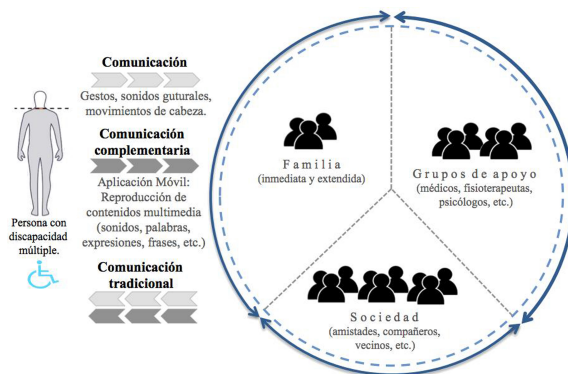 Comunicación
Gestos, sonidos guturales,
movimientos de cabeza.
Comunicación
complementaria
Aplicación Móvil:
Reproducción de
contenidos multimedia
(sonidos, palabras,
expresiones, frases, etc.)
Comunicación
tradicional
Persona con
discapacidad
múltiple.
Familia
(inmediata y extendida)
Grupos de apoyo
(médicos, fisioterapeutas,
psicólogos, etc.)
Sociedad
(amistades, compañeros,
vecinos, etc.)